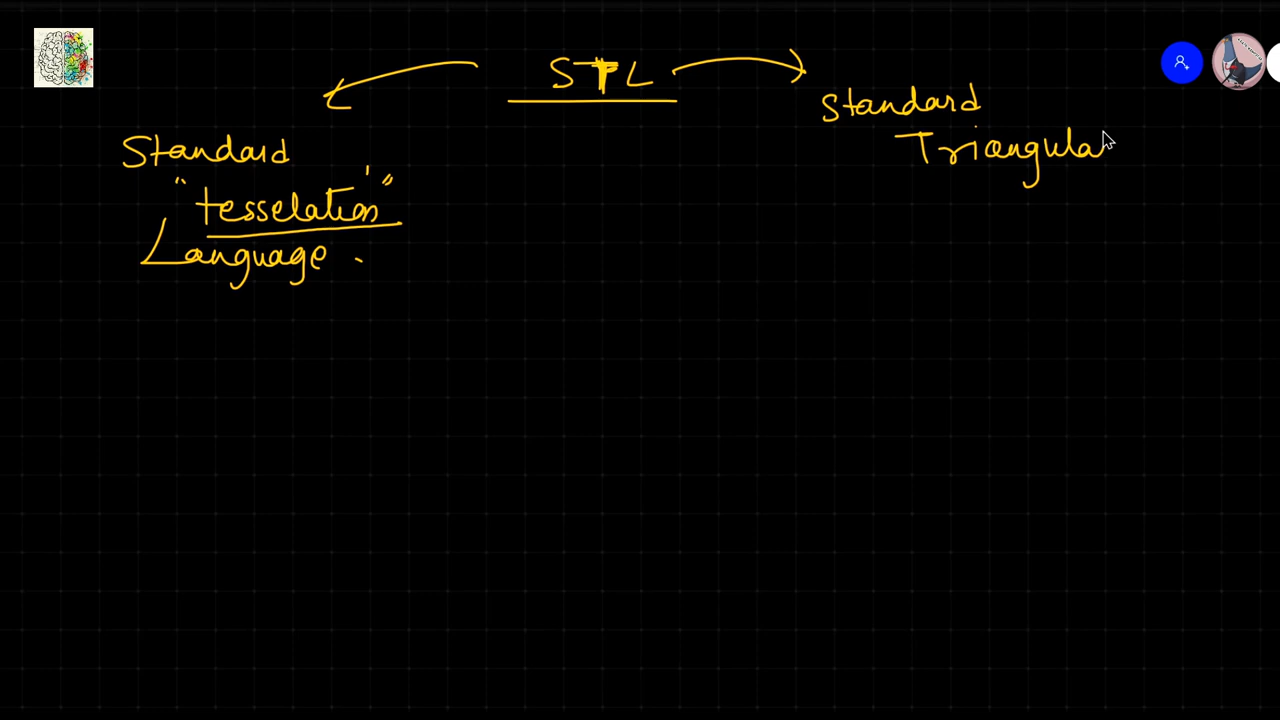 STL
Standard
"tesselation"
Language.
Standard
Triangula